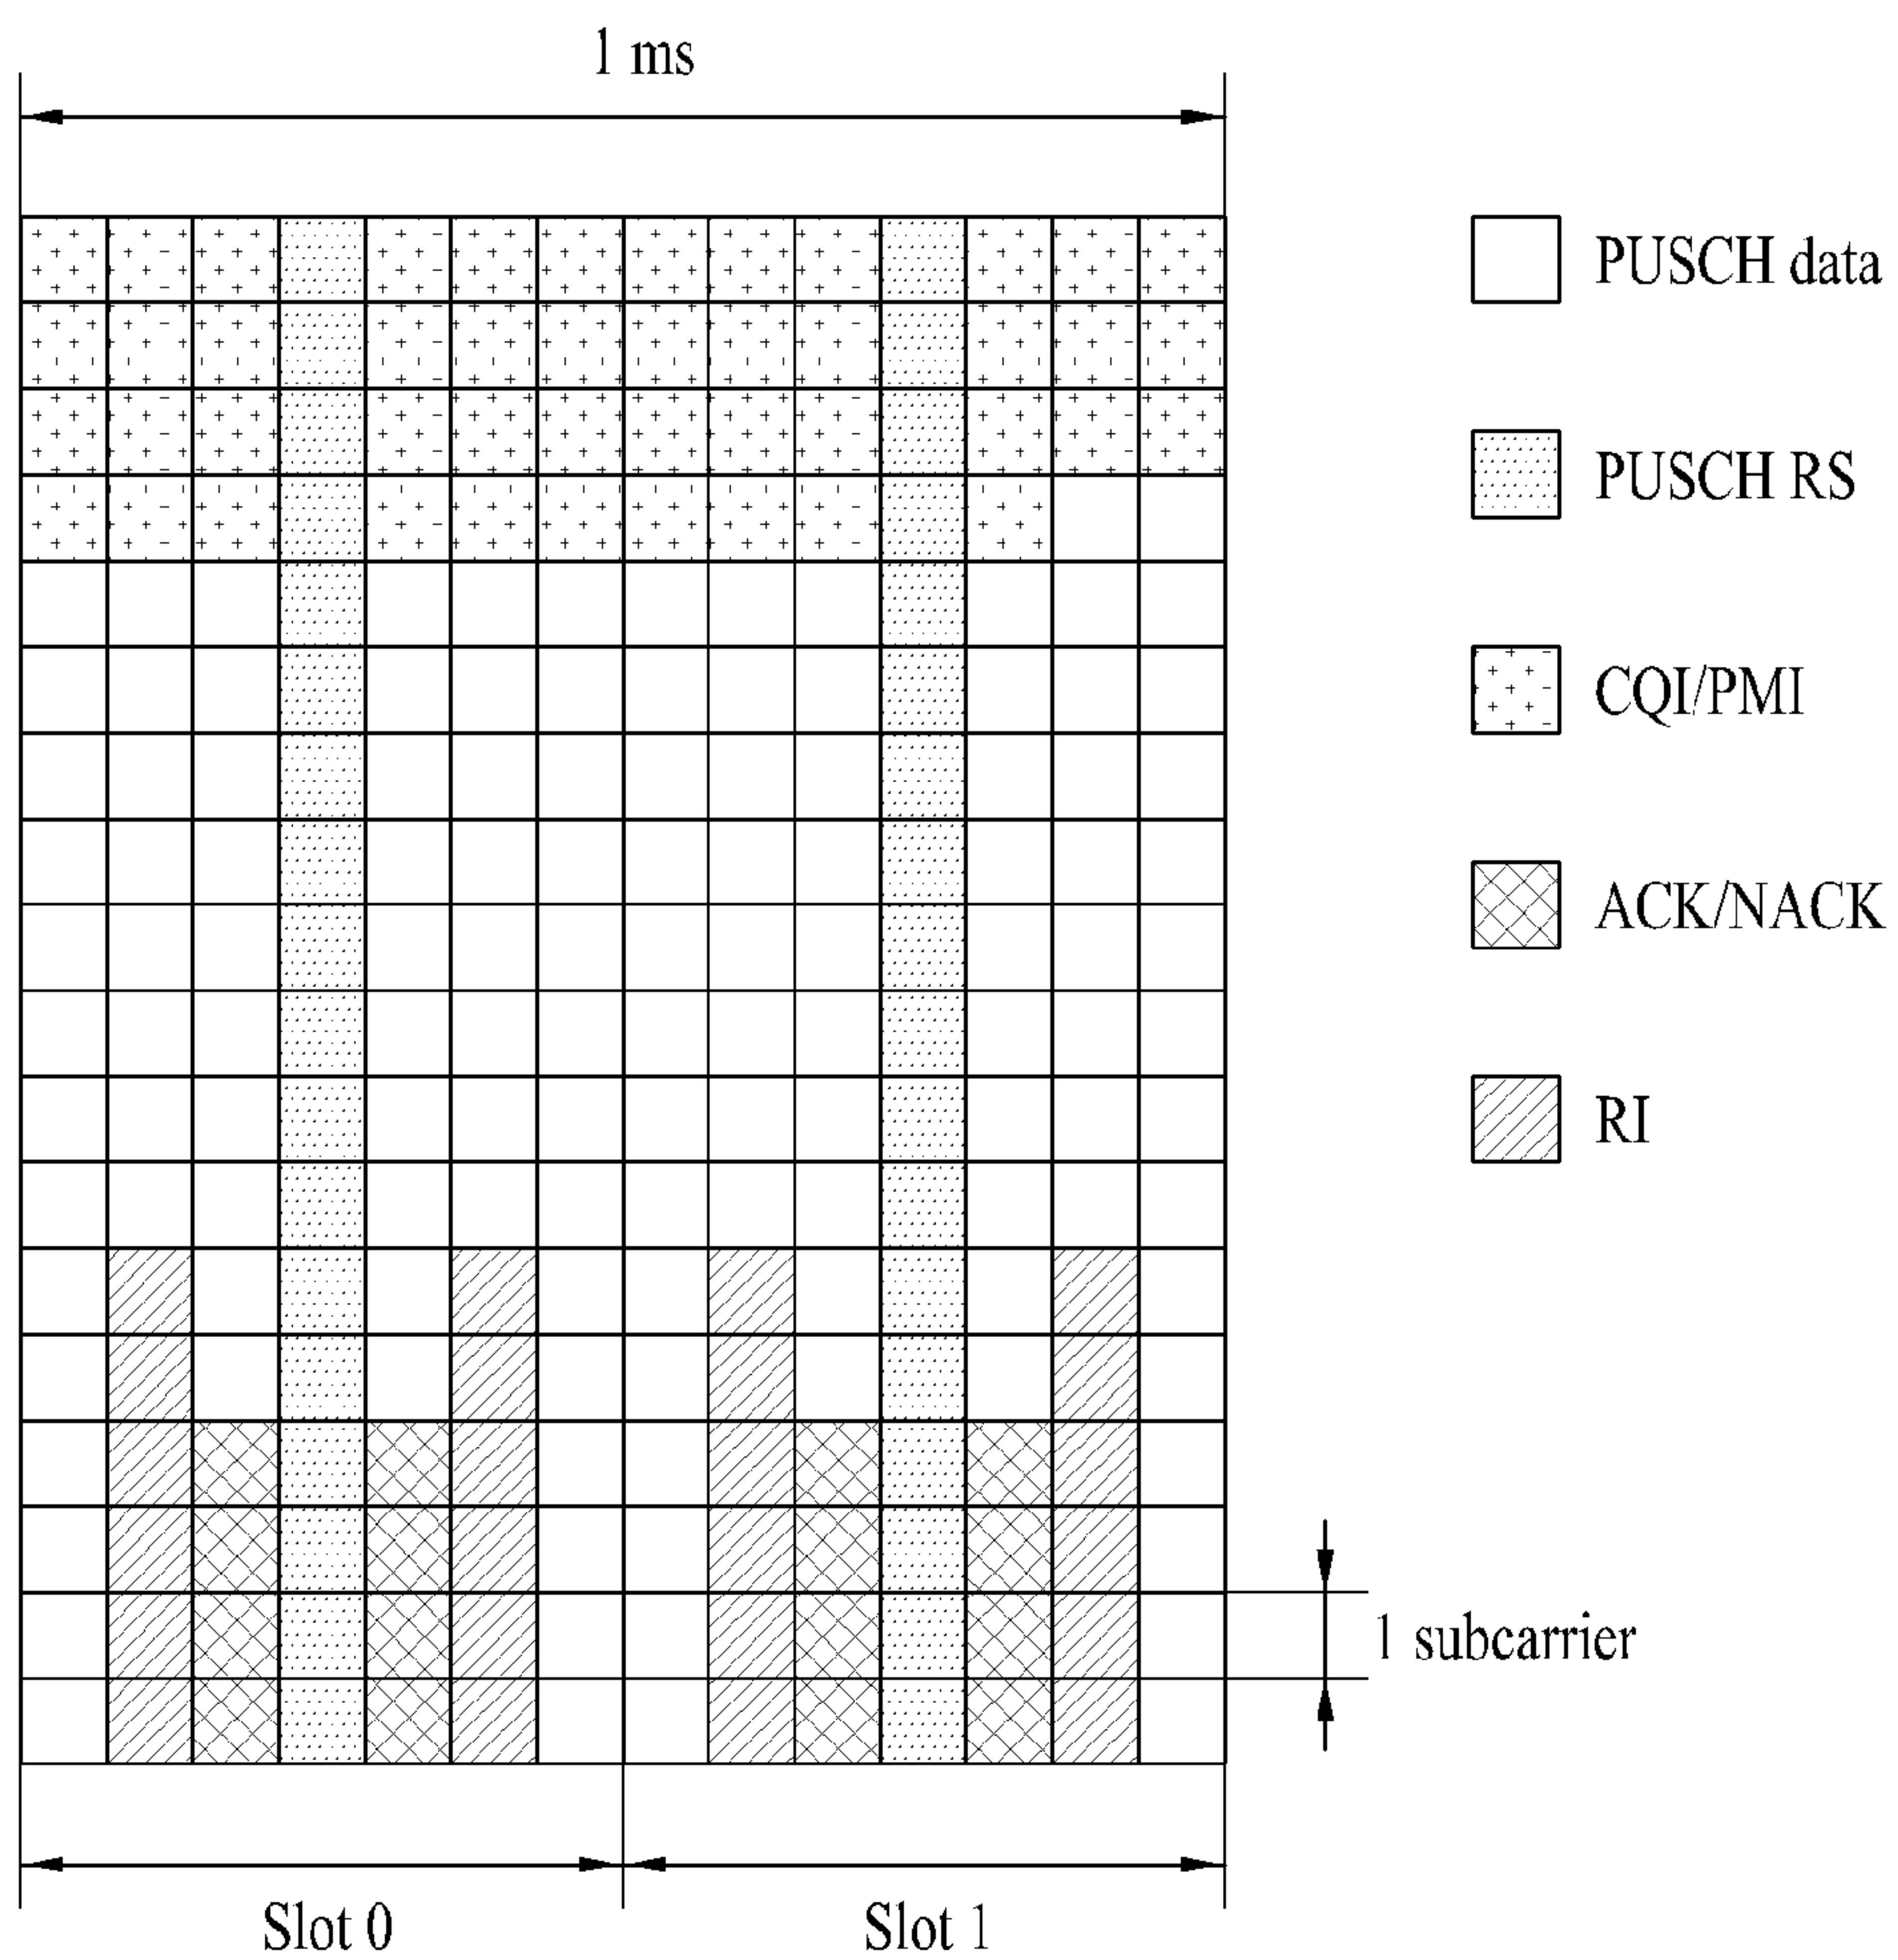 1 ms
PUSCH data
PUSCH RS
CQI/PMI
ACK/NACK
RI
1 subcarrier
Slot 0
Slot 1